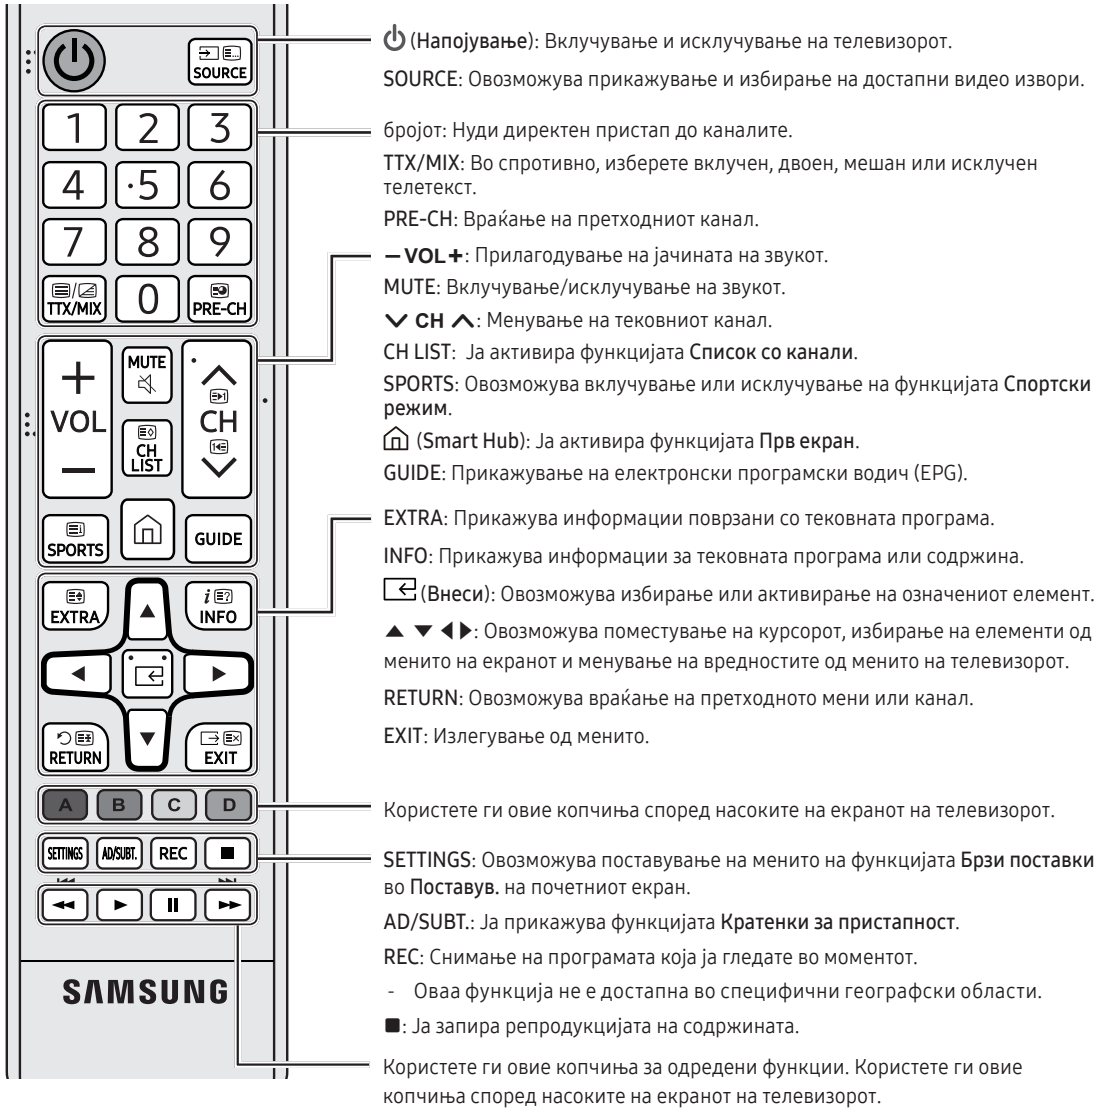 SOURCE
1 2 3
4 ·5 6
7 8 9
TTX/MIX 0 PRE-CH
+ MUTE
VOL CH
CH
LIST
—
SPORTS GUIDE
EXTRA INFO
RETURN EXIT
A B C D
SETTINGS AD/SUBT. REC
SAMSUNG
(Напојување): Вклучување и исклучување на телевизорот.
SOURCE: Овозможува прикажување и избирање на достапни видео извори.
бројот: Нуди директен пристап до каналите.
TTX/MIX: Во спротивно, изберете вклучен, двоен, мешан или исклучен
телетекст.
PRE-CH: Враќање на претходниот канал.
– VOL +: Прилагодување на јачината на звукот.
MUTE: Вклучување/исклучување на звукот.
CH : Менување на тековниот канал.
CH LIST: Ја активира функцијата Список со канали.
SPORTS: Овозможува вклучување или исклучување на функцијата Спортски
режим.
(Smart Hub): Ја активира функцијата Прв екран.
GUIDE: Прикажување на електронски програмски водич (EPG).
EXTRA: Прикажува информации поврзани со тековната програма.
INFO: Прикажува информации за тековната програма или содржина.
(Внеси): Овозможува избирање или активирање на означениот елемент.
▲ ▼ ◀ ▶: Овозможува поместување на курсорот, избирање на елементи од
менито на екранот и менување на вредностите од менито на телевизорот.
RETURN: Овозможува враќање на претходното мени или канал.
EXIT: Излегување од менито.
Користете ги овие копчиња според насоките на екранот на телевизорот.
SETTINGS: Овозможува поставување на менито на функцијата Брзи поставки
во Поставув. на почетниот екран.
AD/SUBT.: Ја прикажува функцијата Кратенки за пристапност.
REC: Снимање на програмата која ја гледате во моментот.
- Оваа функција не е достапна во специфични географски области.
■: Ја запира репродукцијата на содржината.
Користете ги овие копчиња за одредени функции. Користете ги овие
копчиња според насоките на екранот на телевизорот.